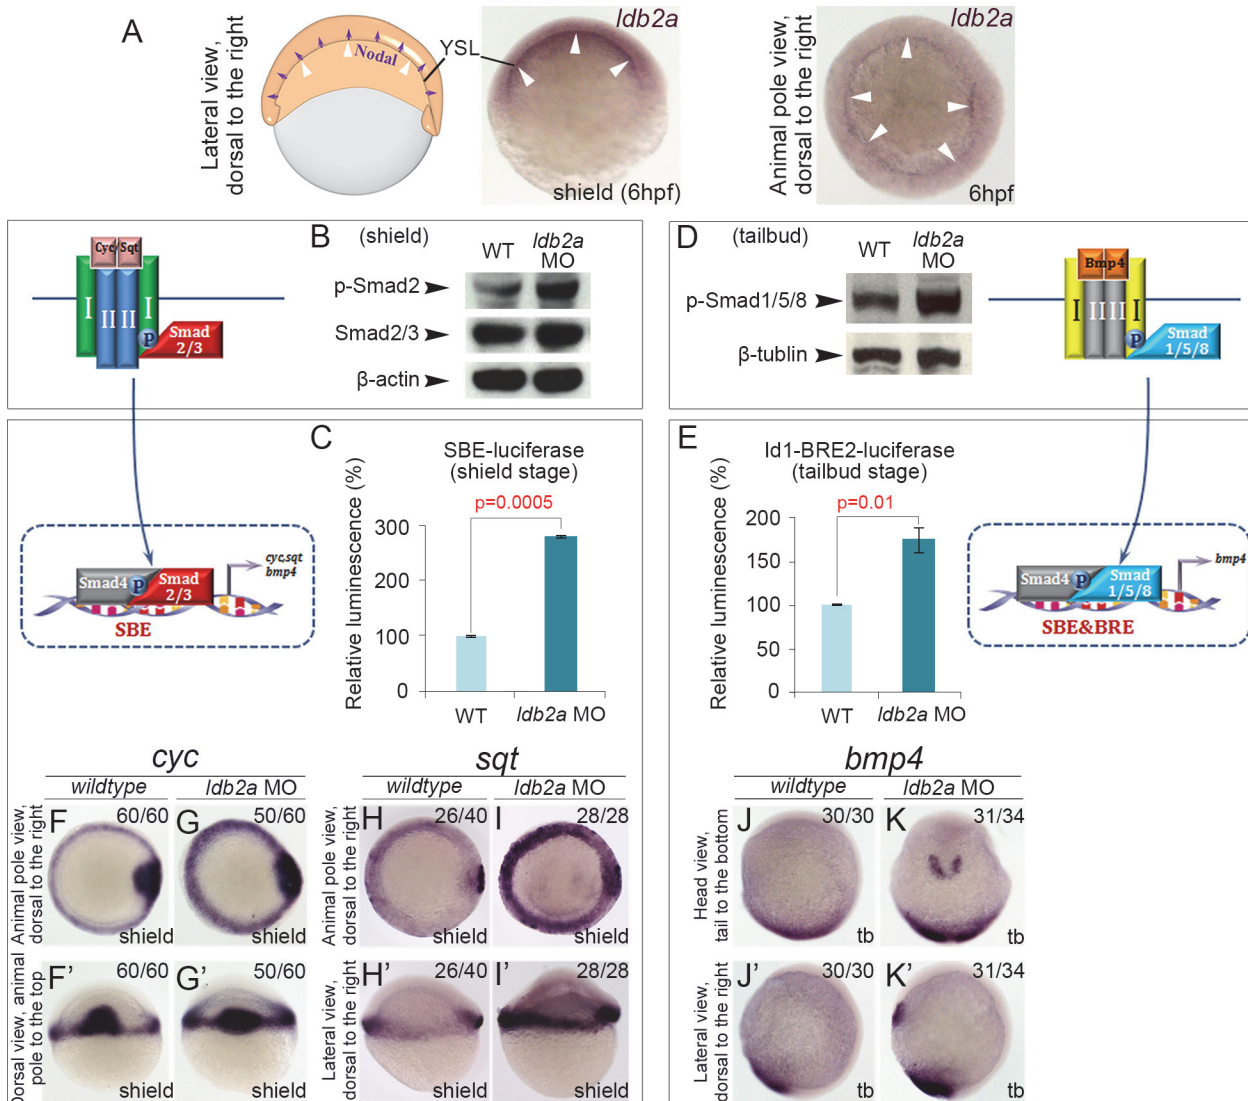 A
Lateral view,
dorsal to the right
Nodal
YSL
ldb2a
shield (6hpf)
Animal pole view,
dorsal to the right
ldb2a
6hpf
Cyc Sqt
I
II
II
I
P
Smad
2/3
B
(shield)
WT
ldb2a
MO
p-Smad2
Smad2/3
β-actin
D
(tailbud)
WT
ldb2a
MO
p-Smad1/5/8
β-tublin
Bmp4
I
II
II
I
P
Smad
1/5/8
C
SBE-luciferase
(shield stage)
p=0.0005
Relative luminescence (%)
300
200
100
0
WT
ldb2a MO
Smad4
P
Smad
2/3
cyc,sqt
bmp4
SBE
E
Id1-BRE2-luciferase
(tailbud stage)
p=0.01
Relative luminescence (%)
200
150
100
50
0
WT
ldb2a MO
Smad4
P
Smad
1/5/8
bmp4
SBE&BRE
cyc
wildtype
ldb2a MO
Animal pole view,
dorsal to the right
F
60/60
shield
G
50/60
shield
Dorsal view, animal
pole to the top
F'
60/60
shield
G'
50/60
shield
sqt
wildtype
ldb2a MO
Animal pole view,
dorsal to the right
H
26/40
shield
I
28/28
shield
Lateral view,
dorsal to the right
H'
26/40
shield
I'
28/28
shield
bmp4
wildtype
ldb2a MO
Head view,
tail to the bottom
J
30/30
tb
K
31/34
tb
Lateral view,
dorsal to the right
J'
30/30
tb
K'
31/34
tb